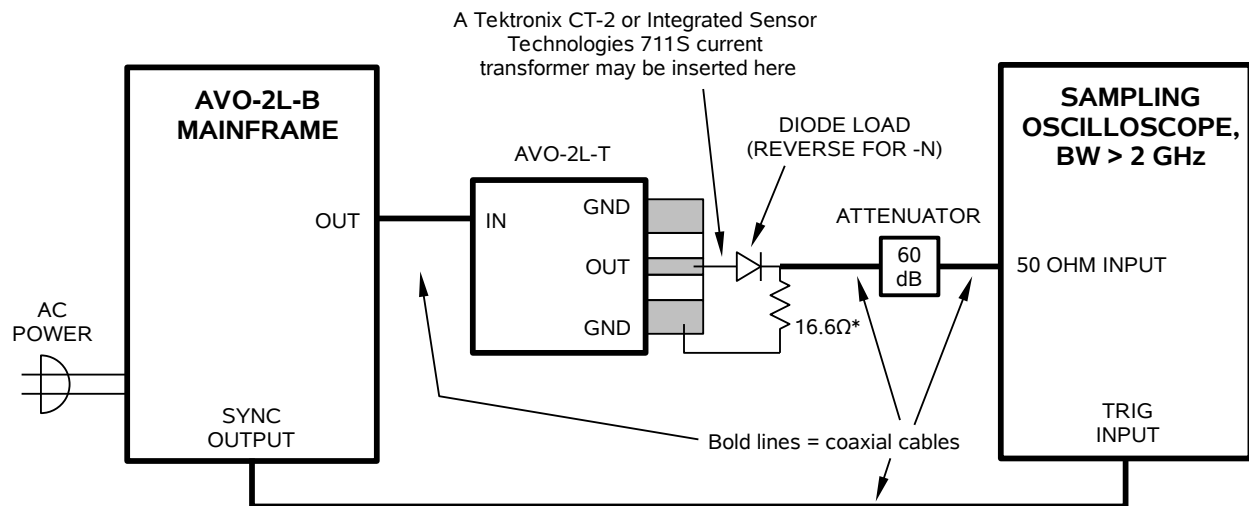 A Tektronix CT-2 or Integrated Sensor
Technologies 711S current
transformer may be inserted here
AVO-2L-B
MAINFRAME
OUT
AC
POWER
SYNC
OUTPUT
AVO-2L-T
IN
GND
OUT
GND
DIODE LOAD
(REVERSE FOR -N)
16.6Ω*
ATTENUATOR
60
dB
Bold lines = coaxial cables
SAMPLING
OSCILLOSCOPE,
BW > 2 GHz
50 OHM INPUT
TRIG
INPUT